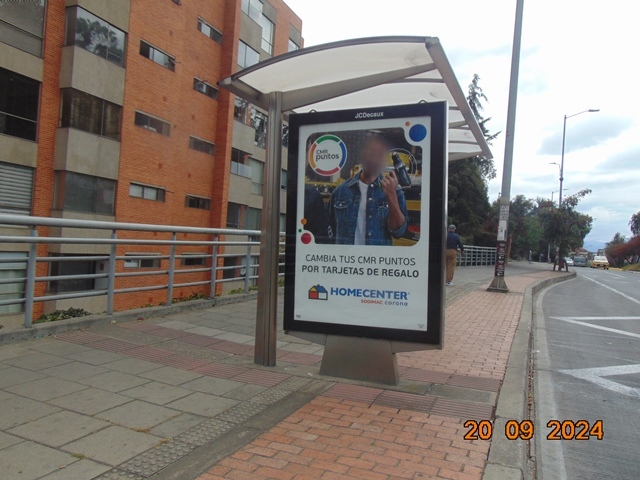 JCDecaux
CMR
puntos
CAMBIA TUS CMR PUNTOS
POR TARJETAS DE REGALO
HOMECENTER
SODIMAC corona
20 09 2024